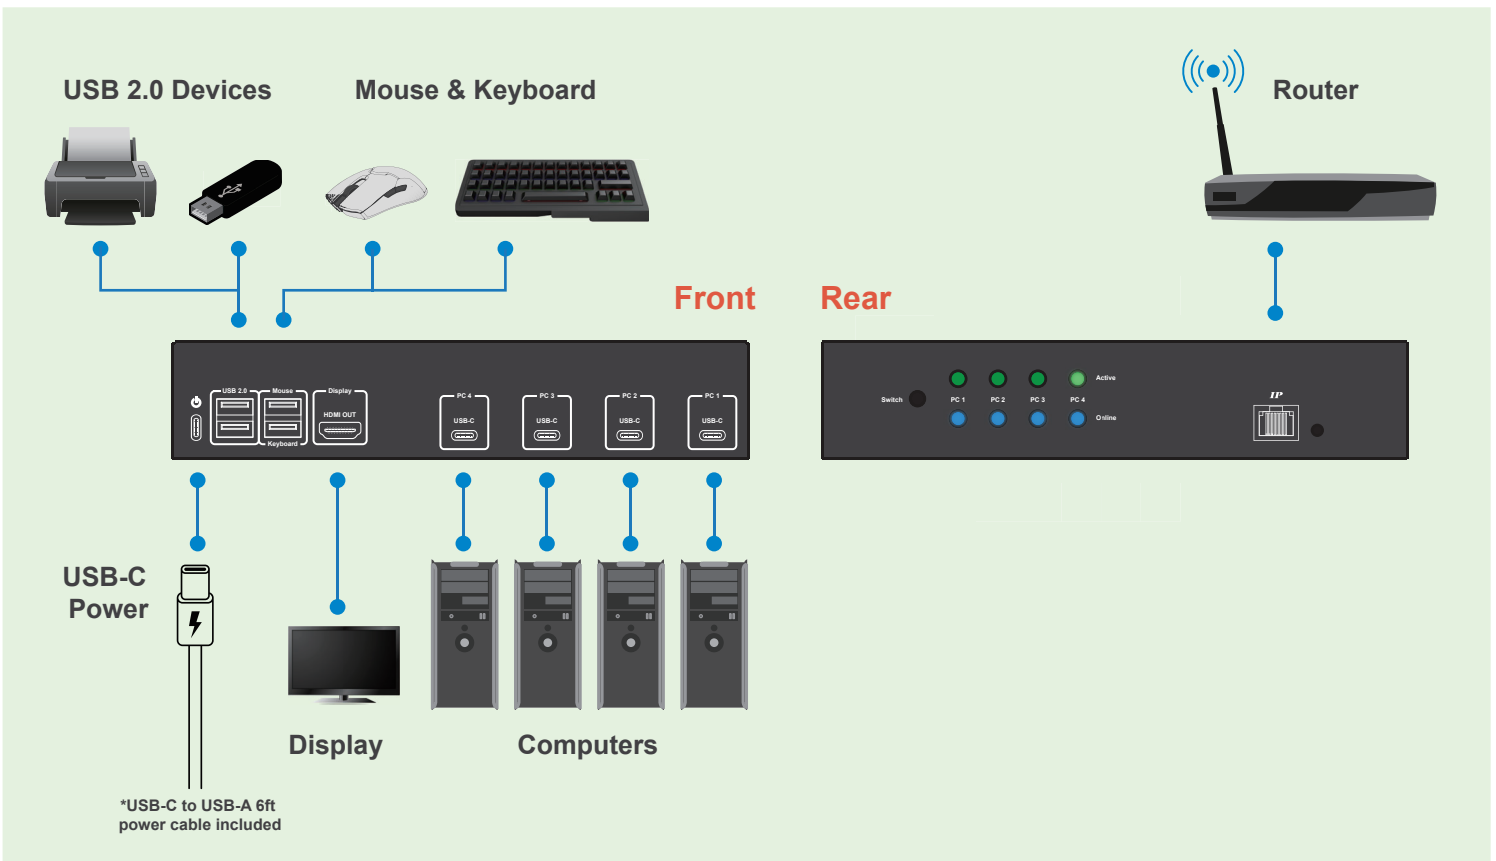 USB 2.0 Devices
Mouse & Keyboard
Router
Front
Rear
USB 2.0
Mouse
Display
HDMI OUT
Keyboard
PC 4
USB-C
PC 3
USB-C
PC 2
USB-C
PC 1
USB-C
Active
Switch
PC 1
PC 2
PC 3
PC 4
Online
IP
USB-C
Power
Display
Computers
*USB-C to USB-A 6ft
power cable included